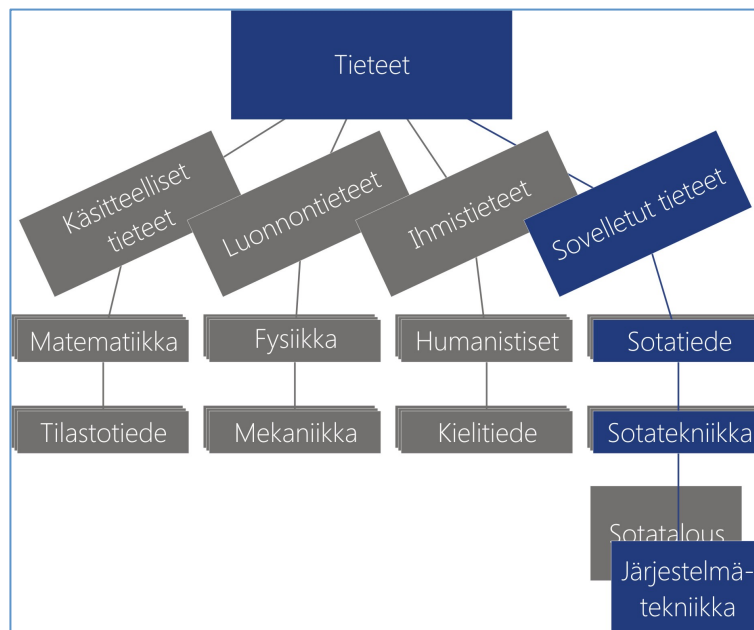 Tieteet
Käsitteelliset
tieteet
Luonnontieteet
Ihmistieteet
Sovelletut tieteet
Matematiikka
Fysiikka
Humanistiset
Sotatiede
Tilastotiede
Mekaniikka
Kielitiede
Sotatekniikka
Sotatalous
Järjestelmä-
tekniikka